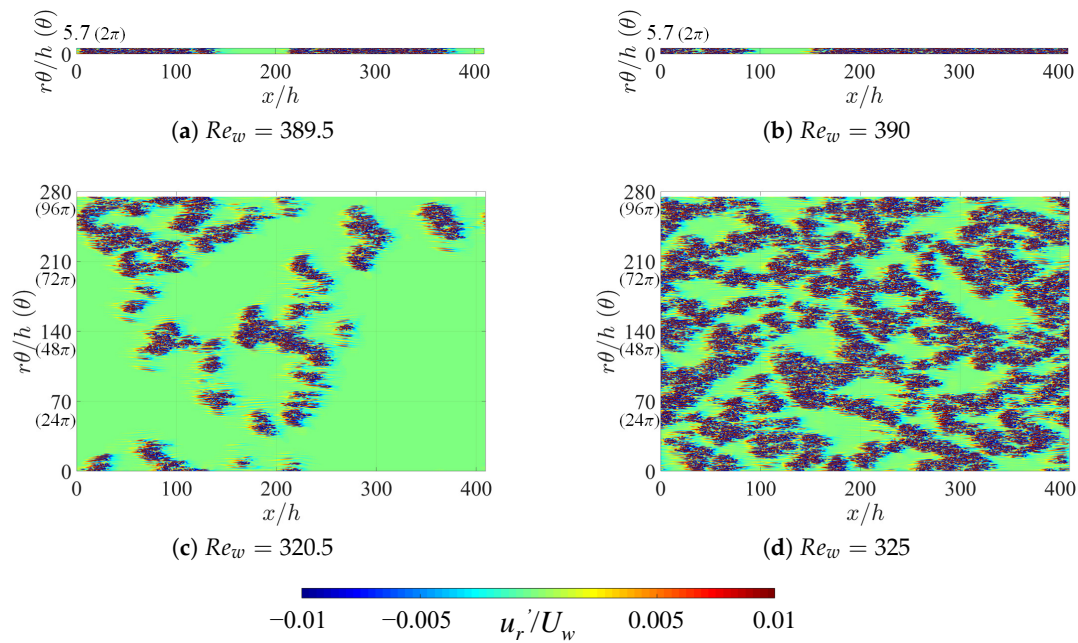 rθ/h (θ)
5.7 (2π)
0
0 100 200 300 400
x/h
(a) Re_w = 389.5
rθ/h (θ)
5.7 (2π)
0
0 100 200 300 400
x/h
(b) Re_w = 390
rθ/h (θ)
280
(96π)
210
(72π)
140
(48π)
70
(24π)
0
0 100 200 300 400
x/h
(c) Re_w = 320.5
rθ/h (θ)
280
(96π)
210
(72π)
140
(48π)
70
(24π)
0
0 100 200 300 400
x/h
(d) Re_w = 325
−0.01 −0.005 u_r'/U_w 0.005 0.01